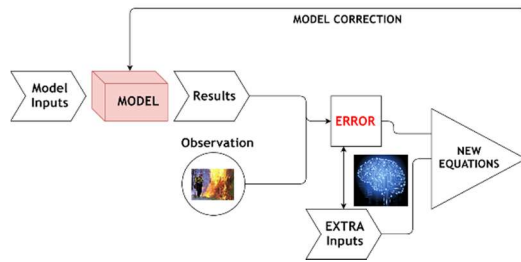 MODEL CORRECTION
Model
Inputs
MODEL
Results
ERROR
Observation
NEW
EQUATIONS
EXTRA
Inputs